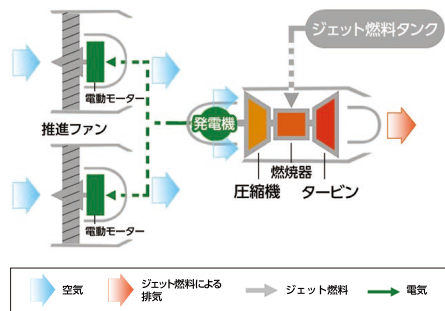 ジェット燃料タンク
電動モーター
発電機
推進ファン
燃焼器
圧縮機
タービン
電動モーター
空気
ジェット燃料による
排気
ジェット燃料
電気